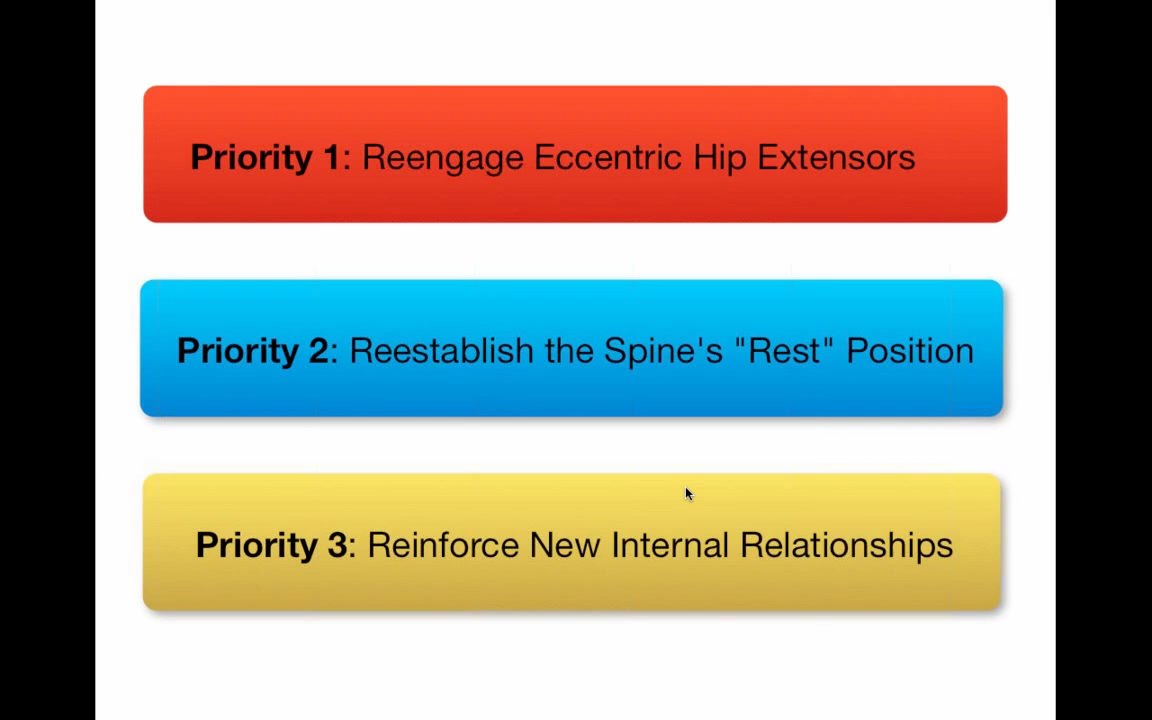 Priority 1: Reengage Eccentric Hip Extensors
Priority 2: Reestablish the Spine's "Rest" Position
Priority 3: Reinforce New Internal Relationships